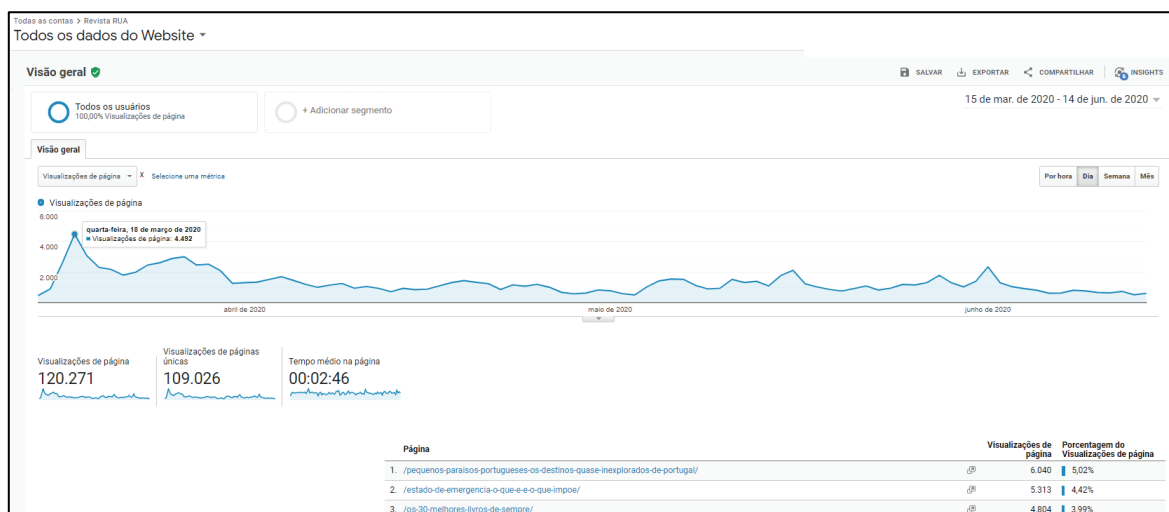 Todas as contas > Revista RUA
Todos os dados do Website
Visão geral
SALVAR EXPORTAR COMPARTILHAR 6 INSIGHTS
Todos os usuários
100,00% Visualizações de página
+ Adicionar segmento
15 de mar. de 2020 - 14 de jun. de 2020
Visão geral
Visualizações de página X Selecione uma métrica
Por hora Dia Semana Mês
Visualizações de página
6.000
quarta-feira, 18 de março de 2020
Visualizações de página: 4.492
4.000
2.000
abril de 2020 maio de 2020 junho de 2020
Visualizações de página
120.271
Visualizações de páginas
únicas
109.026
Tempo médio na página
00:02:46
Página
Visualizações de
página
Porcentagem do
Visualizações de página
1. /pequenos-paraisos-portugueses-os-destinos-quase-inexplorados-de-portugal/ 6.040 5,02%
2. /estado-de-emergencia-o-que-e-e-o-que-impoe/ 5.313 4,42%
3. /os-30-melhores-livros-de-sempre/ 4.804 3,99%